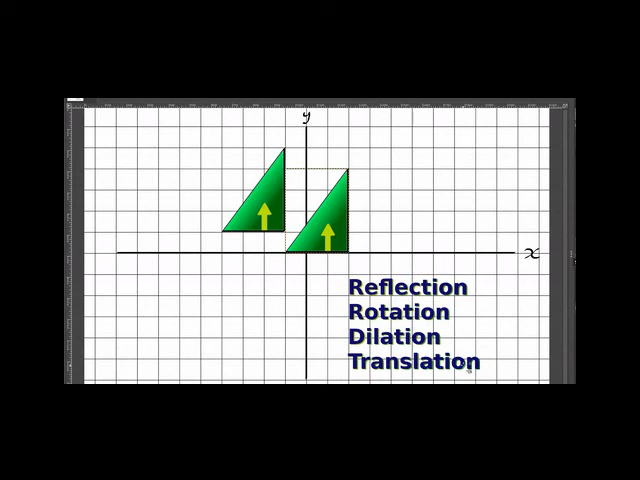 y
x
Reflection
Rotation
Dilation
Translation